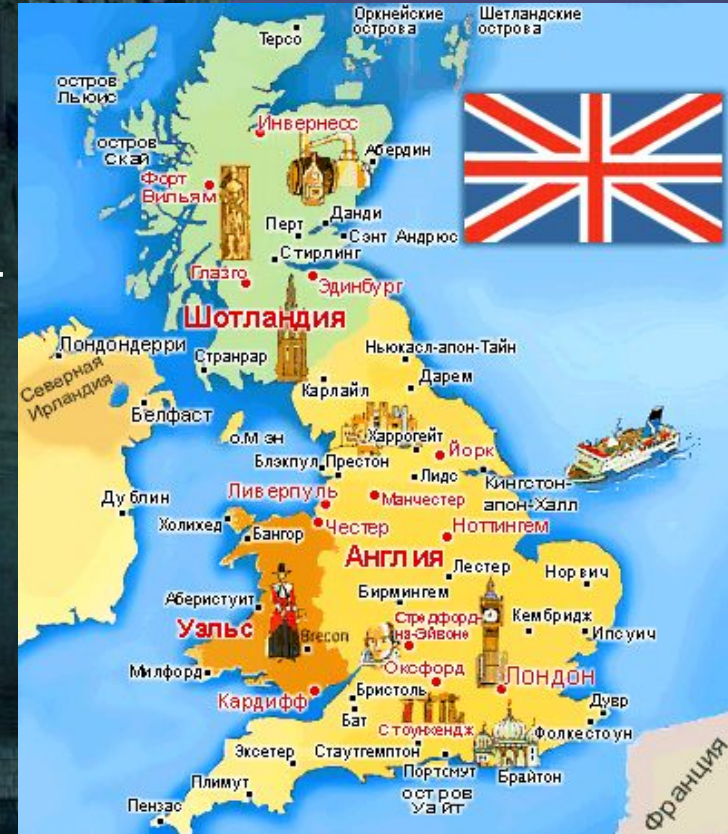 Оркнейские
острова
Шетландские
острова
Терсо
остров
Льюис
остров
Скай
Инвернесс
Абердин
Форт
Вильям
Данди
Перт
Сэнт Андрюс
Стирлинг
Глазго
Эдинбург
Шотландия
Лондондерри
Странрар
Ньюкасл-апон-Тайн
Северная
Ирландия
Карлайл
Дарем
Белфаст
о.Мэн
Харрогейт
Йорк
Блэкпул
Престон
Лидс
Кингстон-
апон-Халл
Дублин
Ливерпуль
Манчестер
Холихед
Честер
Ноттингем
Бангор
Англия
Лестер
Норвич
Аберистуит
Бирмингем
Уэльс
Стредфорд-
на-Эйвоне
Кембридж
Ипсуич
Brecon
Милфорд
Оксфорд
Лондон
Кардифф
Бристоль
Дувр
Бат
Стоунхендж
Фолкестоун
Эксетер
Стаутгемптон
Портсмут
Брайтон
Плимут
остров
Уайт
Пензас
Франция